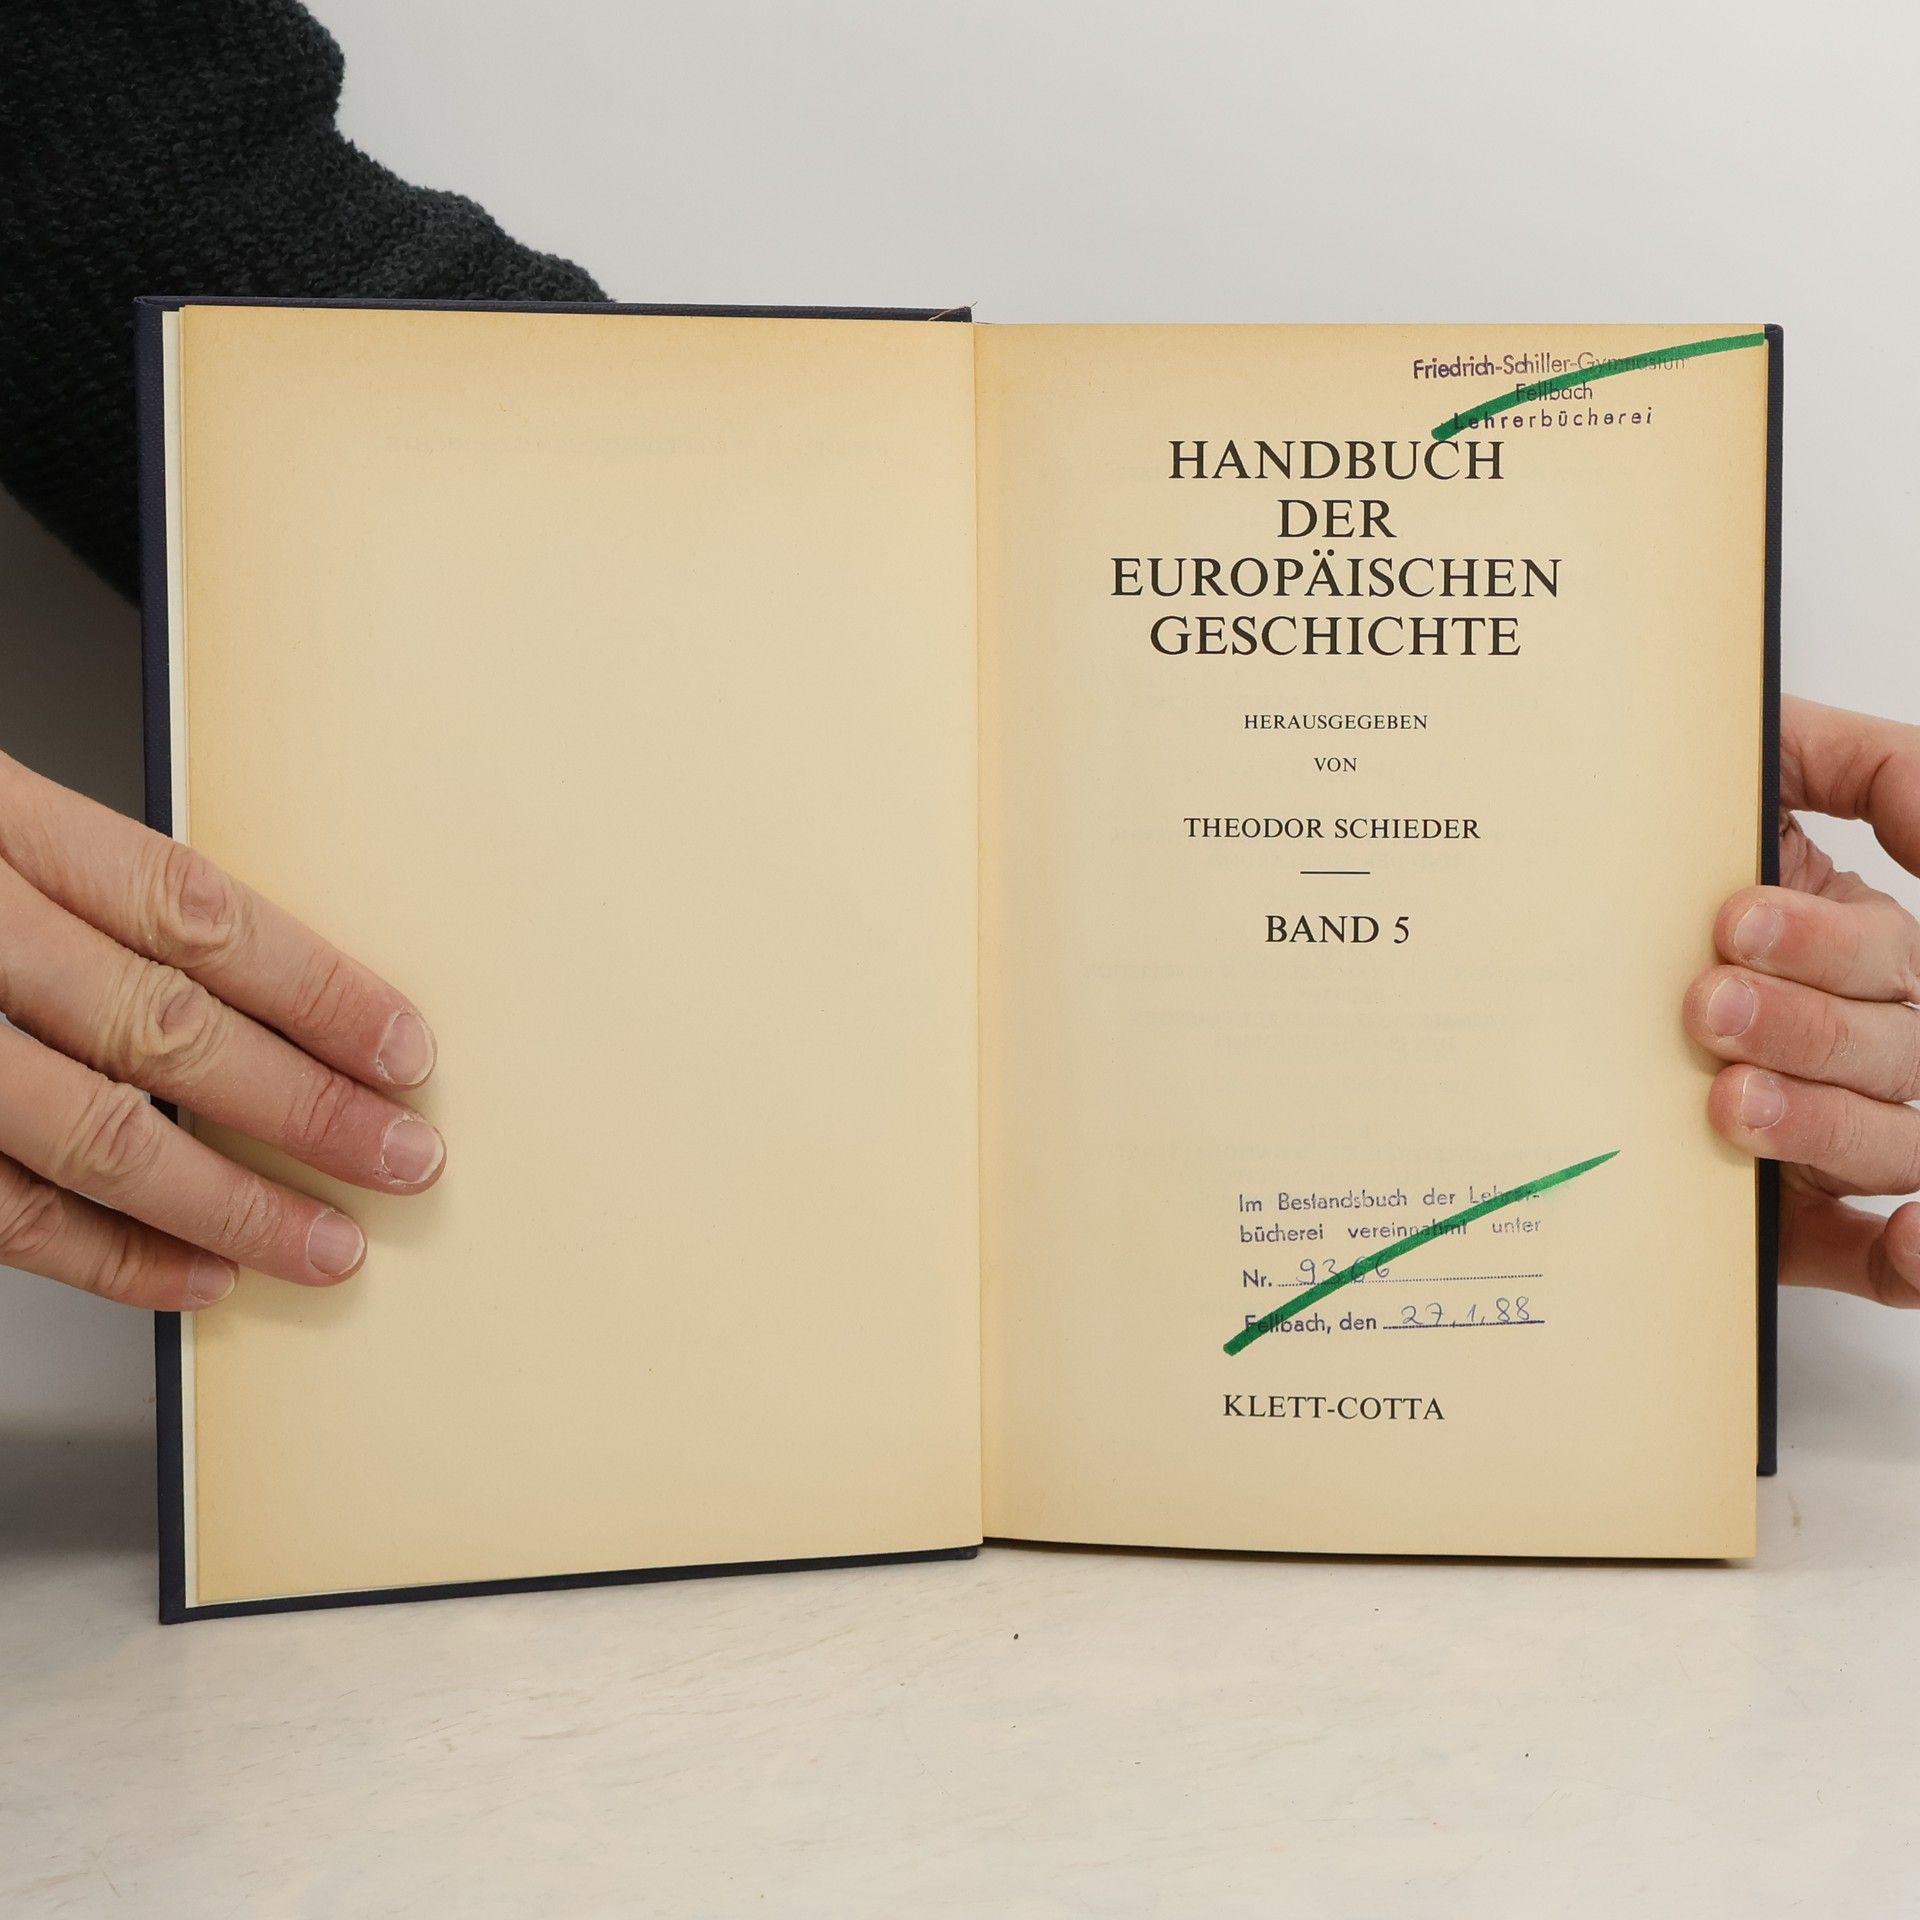 Friedrich-Schiller-Gymnasium
Fellbach
Lehrerbücherei
HANDBUCH
DER
EUROPÄISCHEN
GESCHICHTE
HERAUSGEGEBEN
VON
THEODOR SCHIEDER
BAND 5
Im Bestandsbuch der Lehrer-
bücherei vereinnahmt unter
Nr. 9366
Fellbach, den 27.1.88
KLETT-COTTA